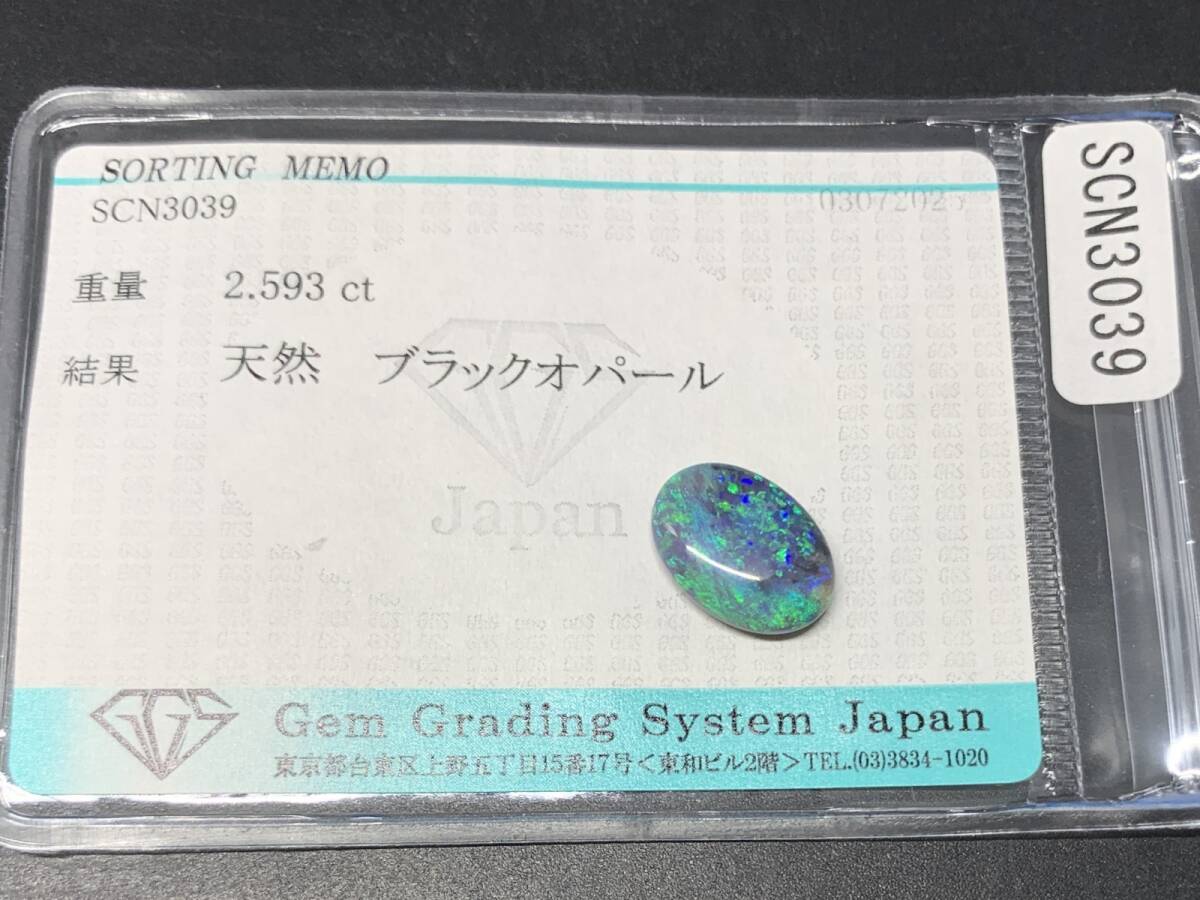 SORTING MEMO
SCN3039 03072025
重量 2.593 ct
結果 天然 ブラックオパール
Japan
GGS Gem Grading System Japan
東京都台東区上野五丁目15番17号<東和ビル2階>TEL.(03)3834-1020
SCN3039